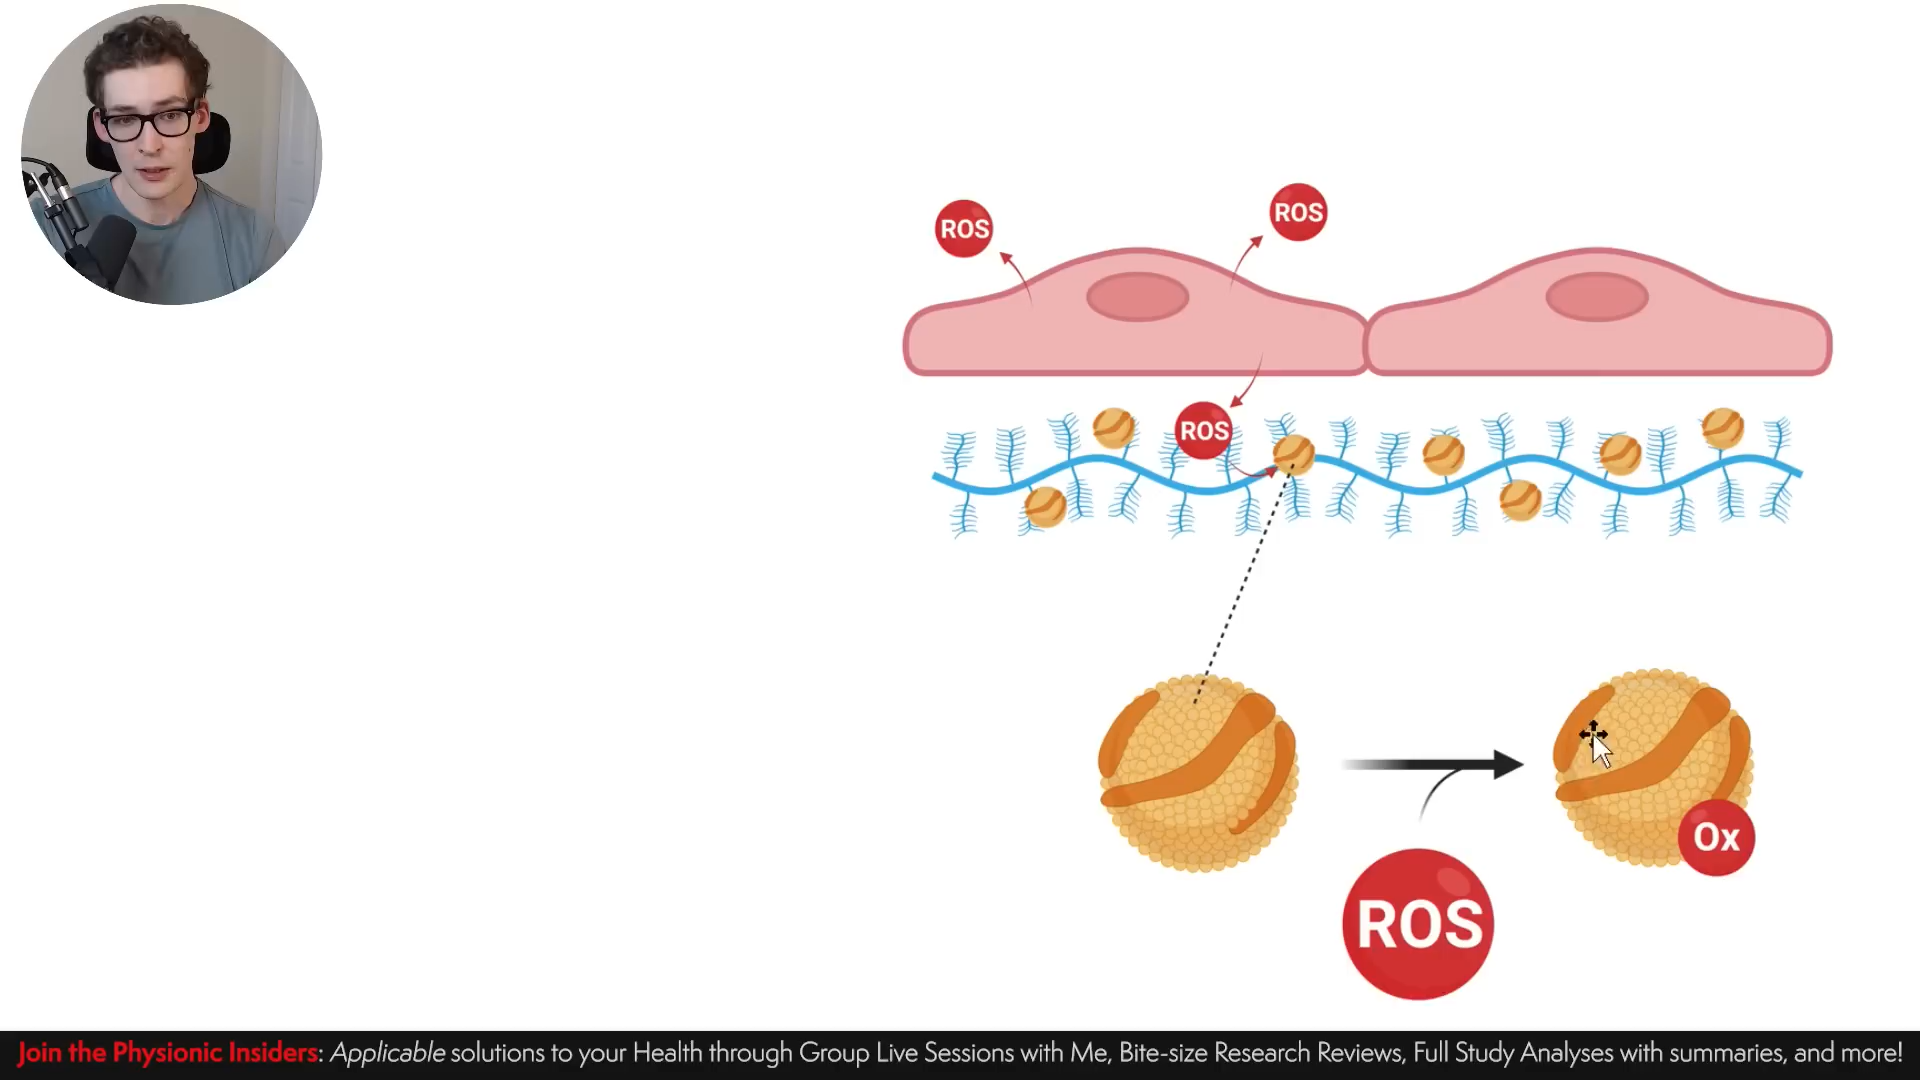 ROS
ROS
ROS
Ox
ROS
Join the Physionic Insiders: Applicable solutions to your Health through Group Live Sessions with Me, Bite-size Research Reviews, Full Study Analyses with summaries, and more!